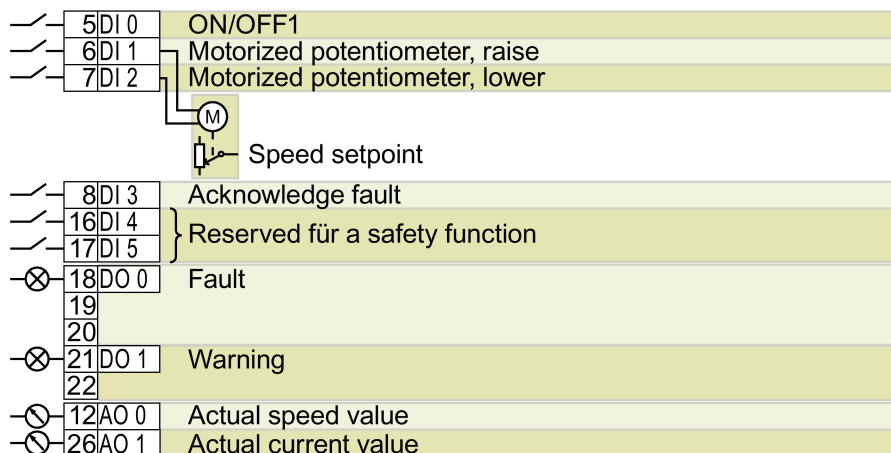 5 DI 0 ON/OFF1
6 DI 1 Motorized potentiometer, raise
7 DI 2 Motorized potentiometer, lower
M
Speed setpoint
8 DI 3 Acknowledge fault
16 DI 4
Reserved für a safety function
17 DI 5
18 DO 0 Fault
19
20
21 DO 1 Warning
22
12 AO 0 Actual speed value
26 AO 1 Actual current value